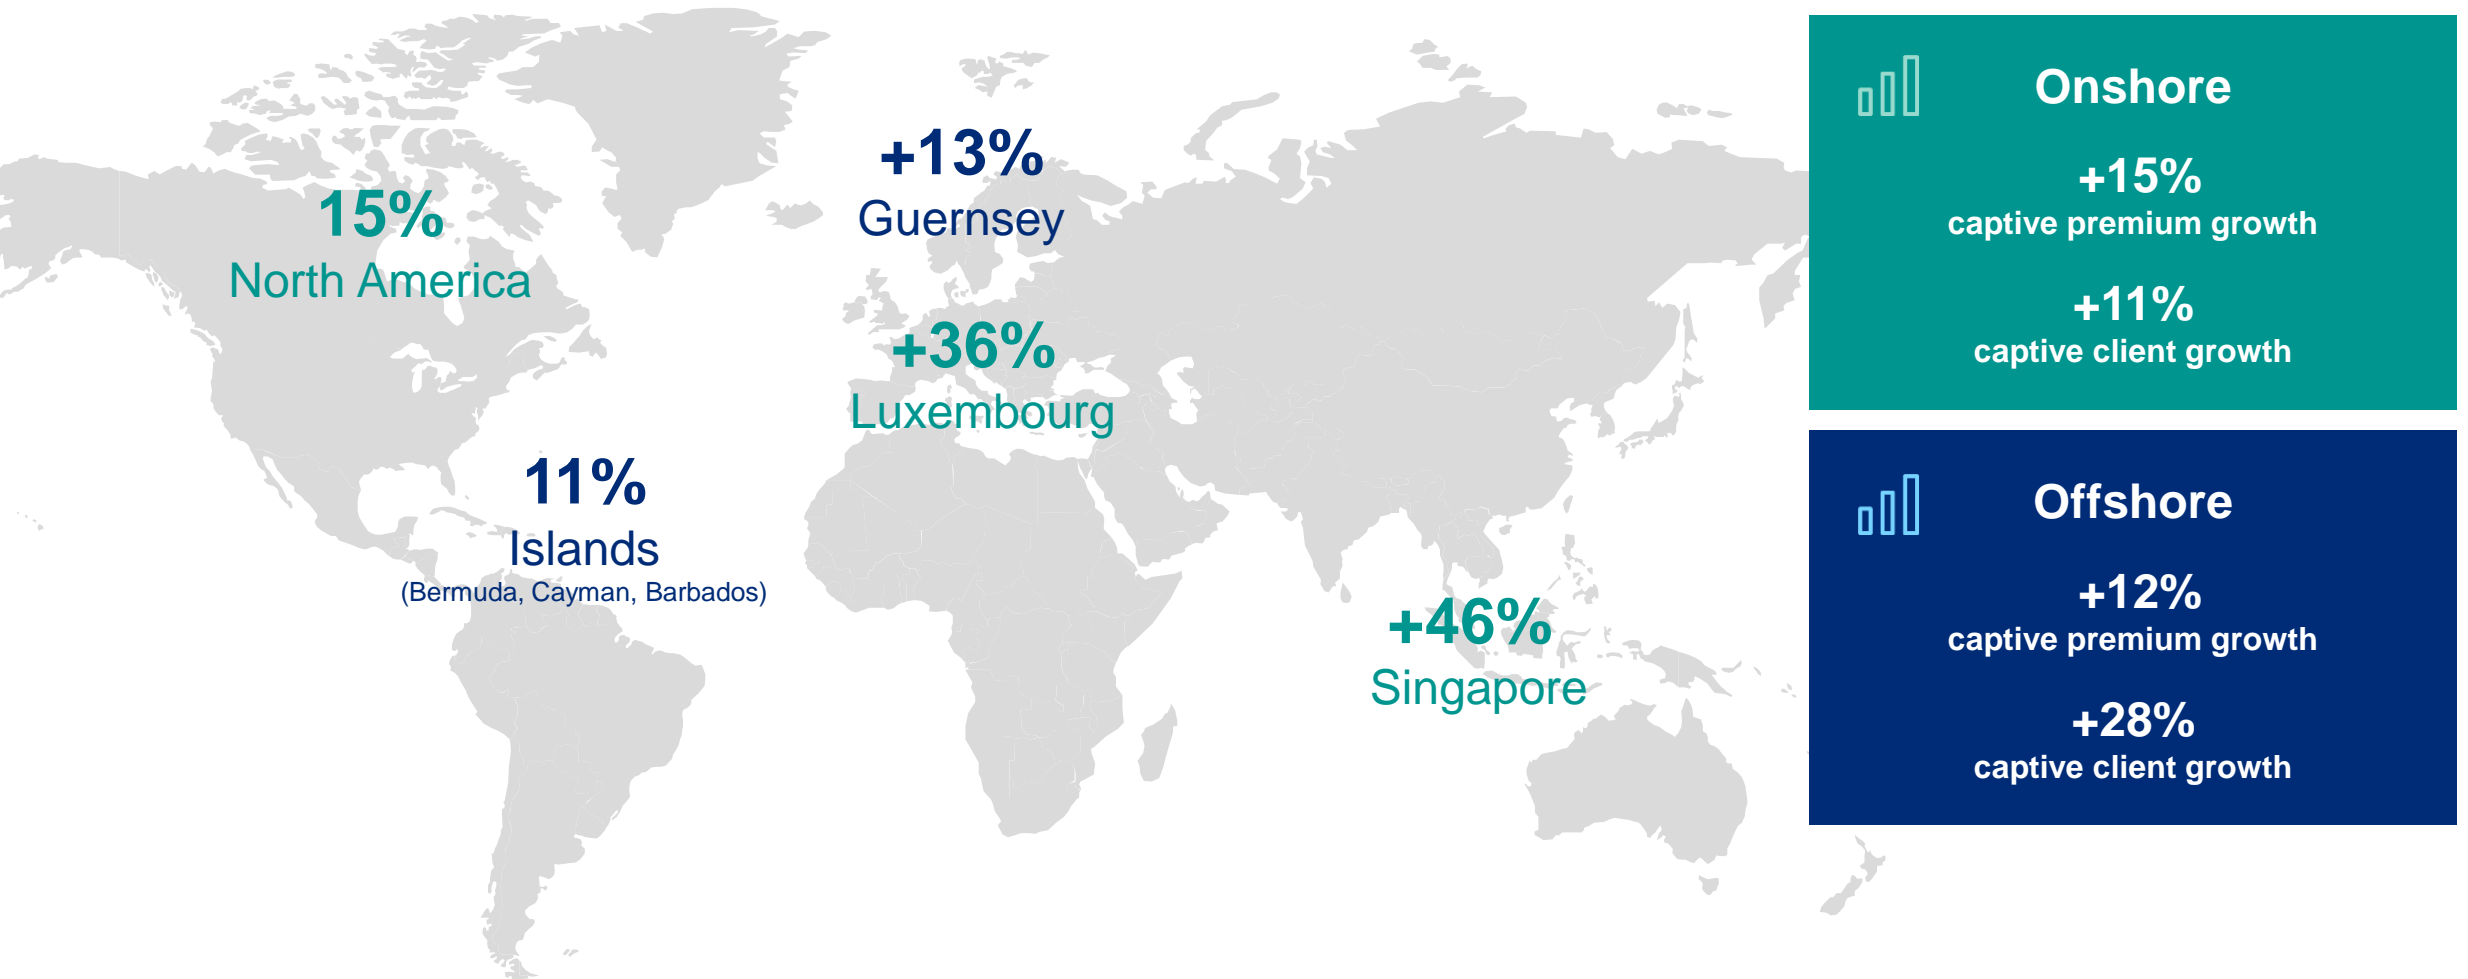 15%
North America
+13%
Guernsey
+36%
Luxembourg
11%
Islands
(Bermuda, Cayman, Barbados)
+46%
Singapore
Onshore
+15%
captive premium growth
+11%
captive client growth
Offshore
+12%
captive premium growth
+28%
captive client growth